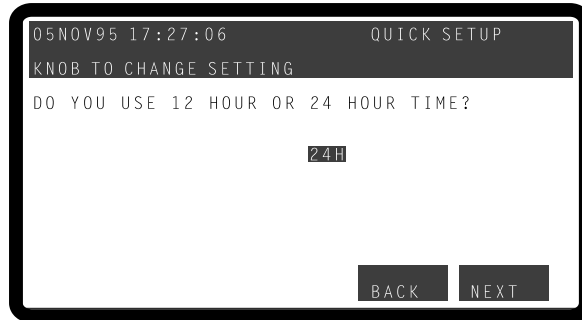 05NOV95 17:27:06 QUICK SETUP
KNOB TO CHANGE SETTING
DO YOU USE 12 HOUR OR 24 HOUR TIME?
24H
BACK NEXT